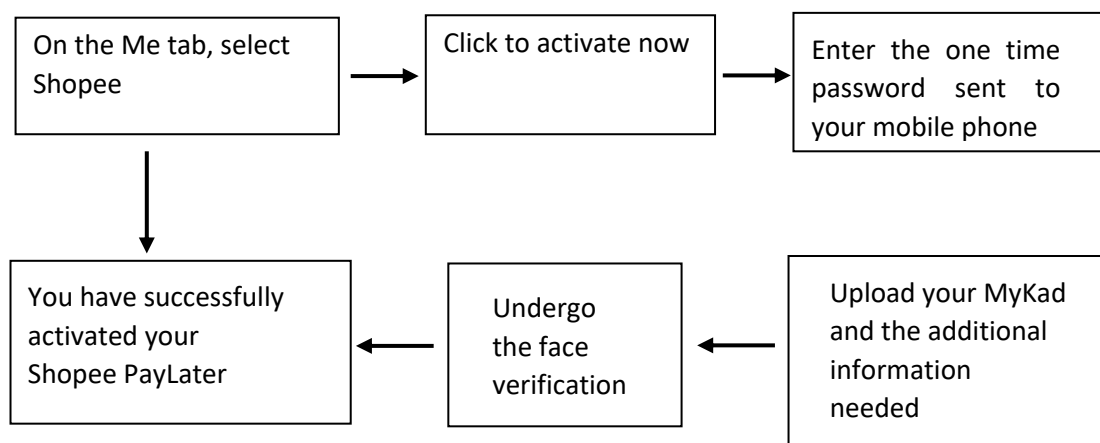 On the Me tab, select
Shopee
Click to activate now
Enter the one time
password sent to
your mobile phone
You have successfully
activated your
Shopee PayLater
Undergo
the face
verification
Upload your MyKad
and the additional
information
needed